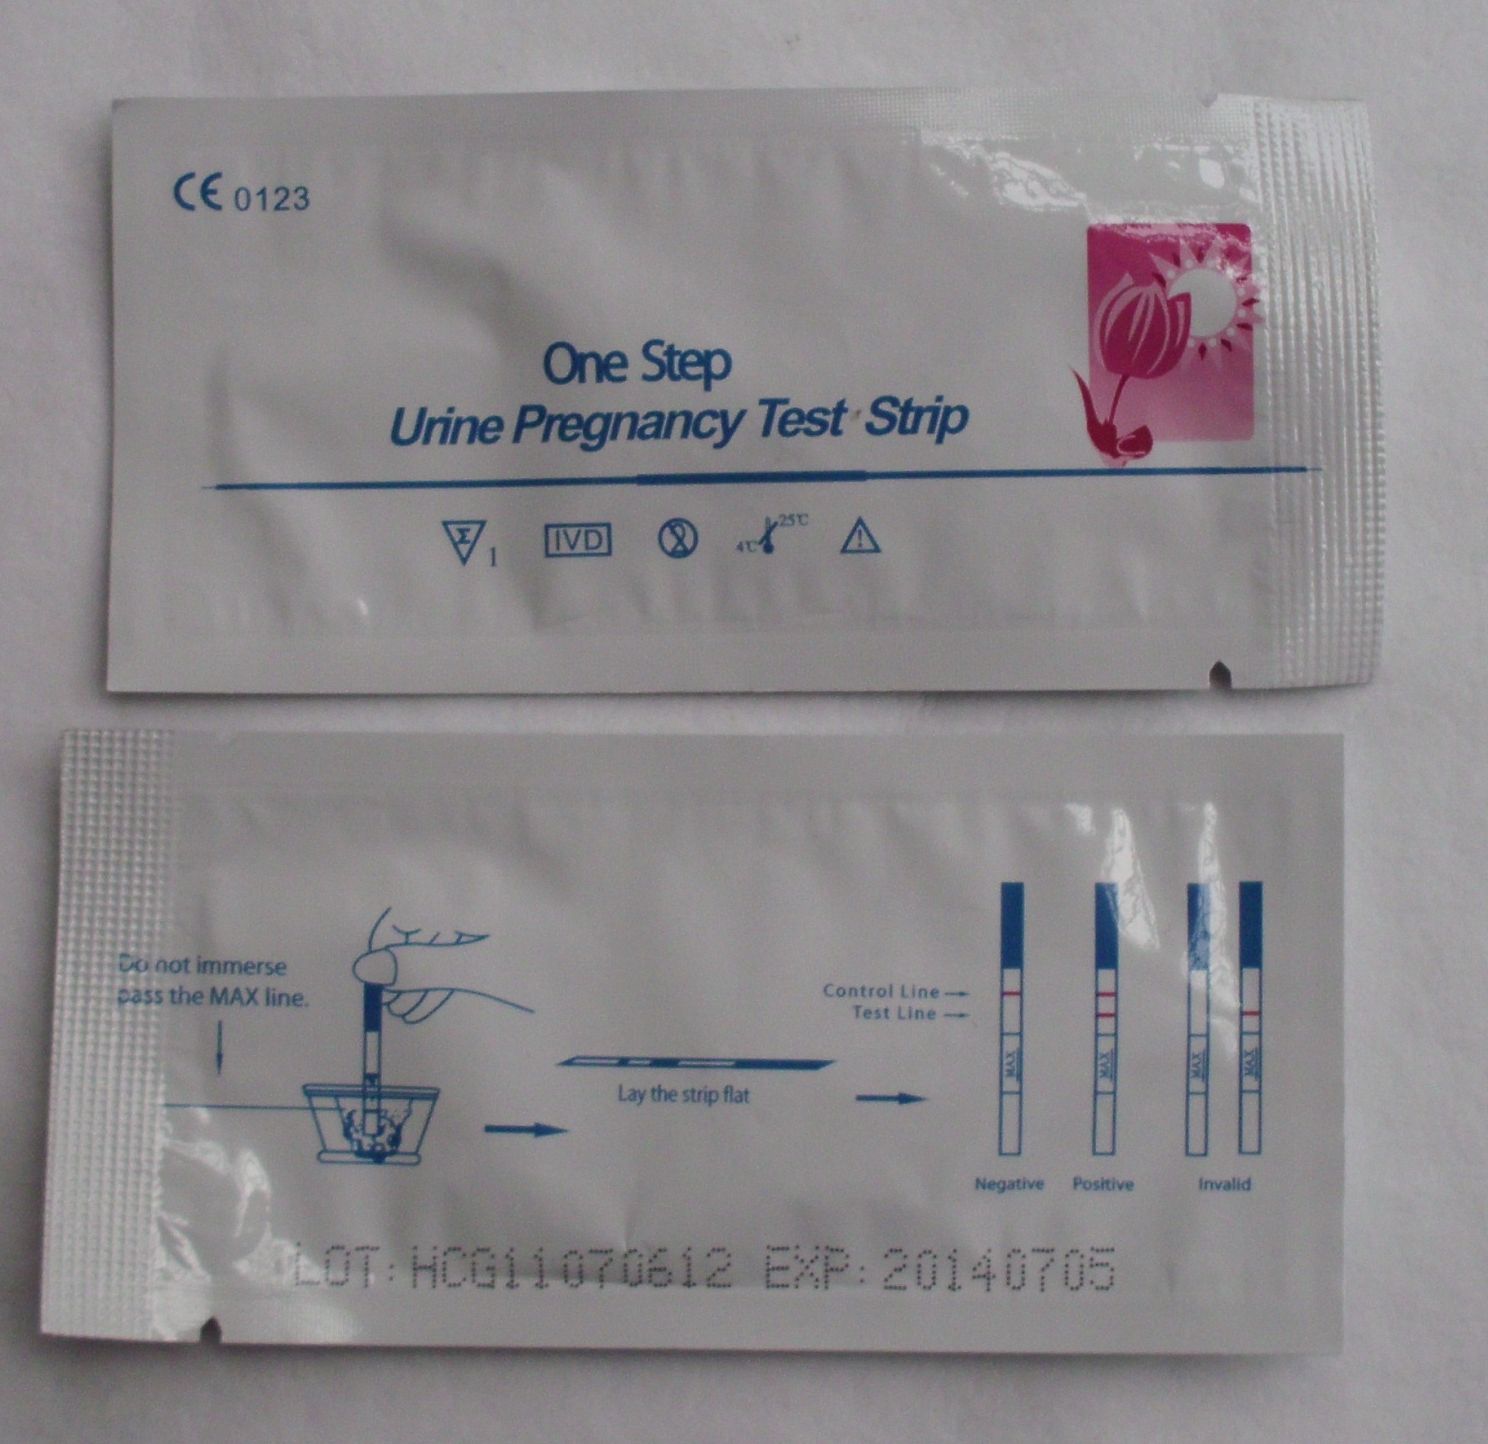 CE 0123
One Step
Urine Pregnancy Test Strip
Σ 1
IVD
2
4°C 25°C
!
Do not immerse
pass the MAX line.
Lay the strip flat
Control Line
Test Line
MAX MAX MAX MAX
Negative Positive Invalid
LOT: HCG11070612 EXP: 20140705